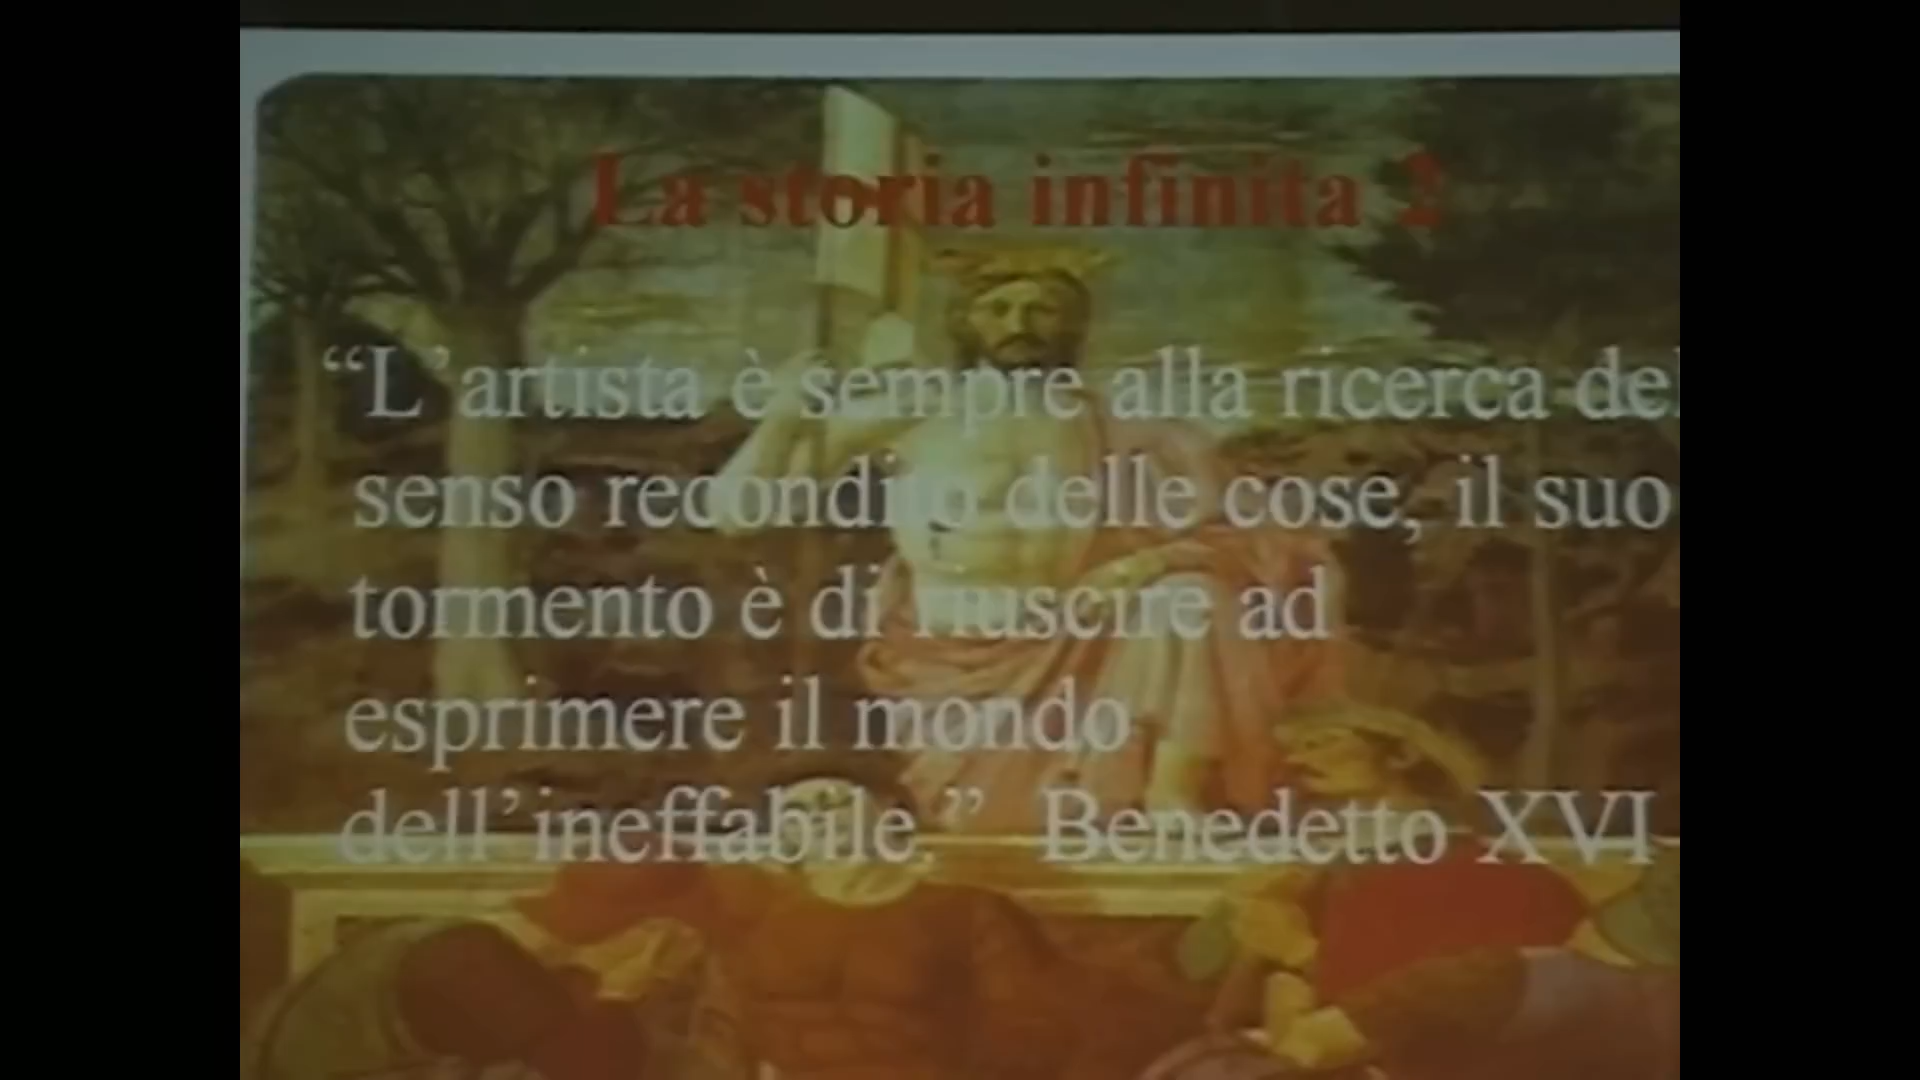 La storia infinita 2
“L’artista è sempre alla ricerca del
senso recondito delle cose, il suo
tormento è di riuscire ad
esprimere il mondo
dell’ineffabile.” Benedetto XVI